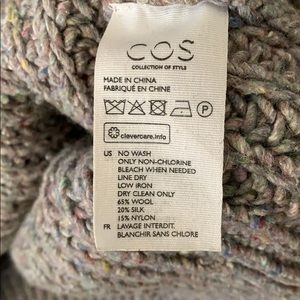 COS
COLLECTION OF STYLE
MADE IN CHINA
FABRIQUÉ EN CHINE
P
clevercare.info
US NO WASH
ONLY NON-CHLORINE
BLEACH WHEN NEEDED
LINE DRY
LOW IRON
DRY CLEAN ONLY
65% WOOL
20% SILK
15% NYLON
FR LAVAGE INTERDIT.
BLANCHIR SANS CHLORE